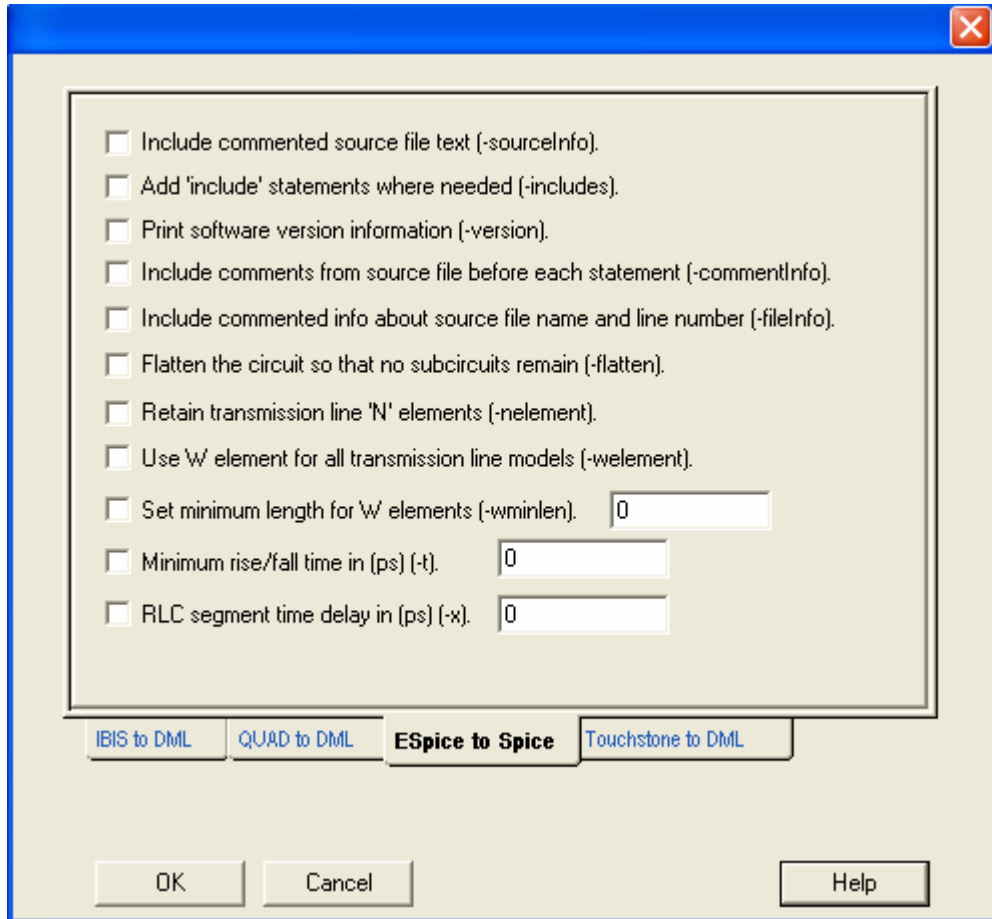 Include commented source file text (-sourceInfo).
Add 'include' statements where needed (-includes).
Print software version information (-version).
Include comments from source file before each statement (-commentInfo).
Include commented info about source file name and line number (-fileInfo).
Flatten the circuit so that no subcircuits remain (-flatten).
Retain transmission line 'N' elements (-nelement).
Use W element for all transmission line models (-welement).
Set minimum length for W elements (-wminlen). 0
Minimum rise/fall time in (ps) (-t). 0
RLC segment time delay in (ps) (-x). 0
IBIS to DML QUAD to DML ESpice to Spice Touchstone to DML
OK Cancel Help